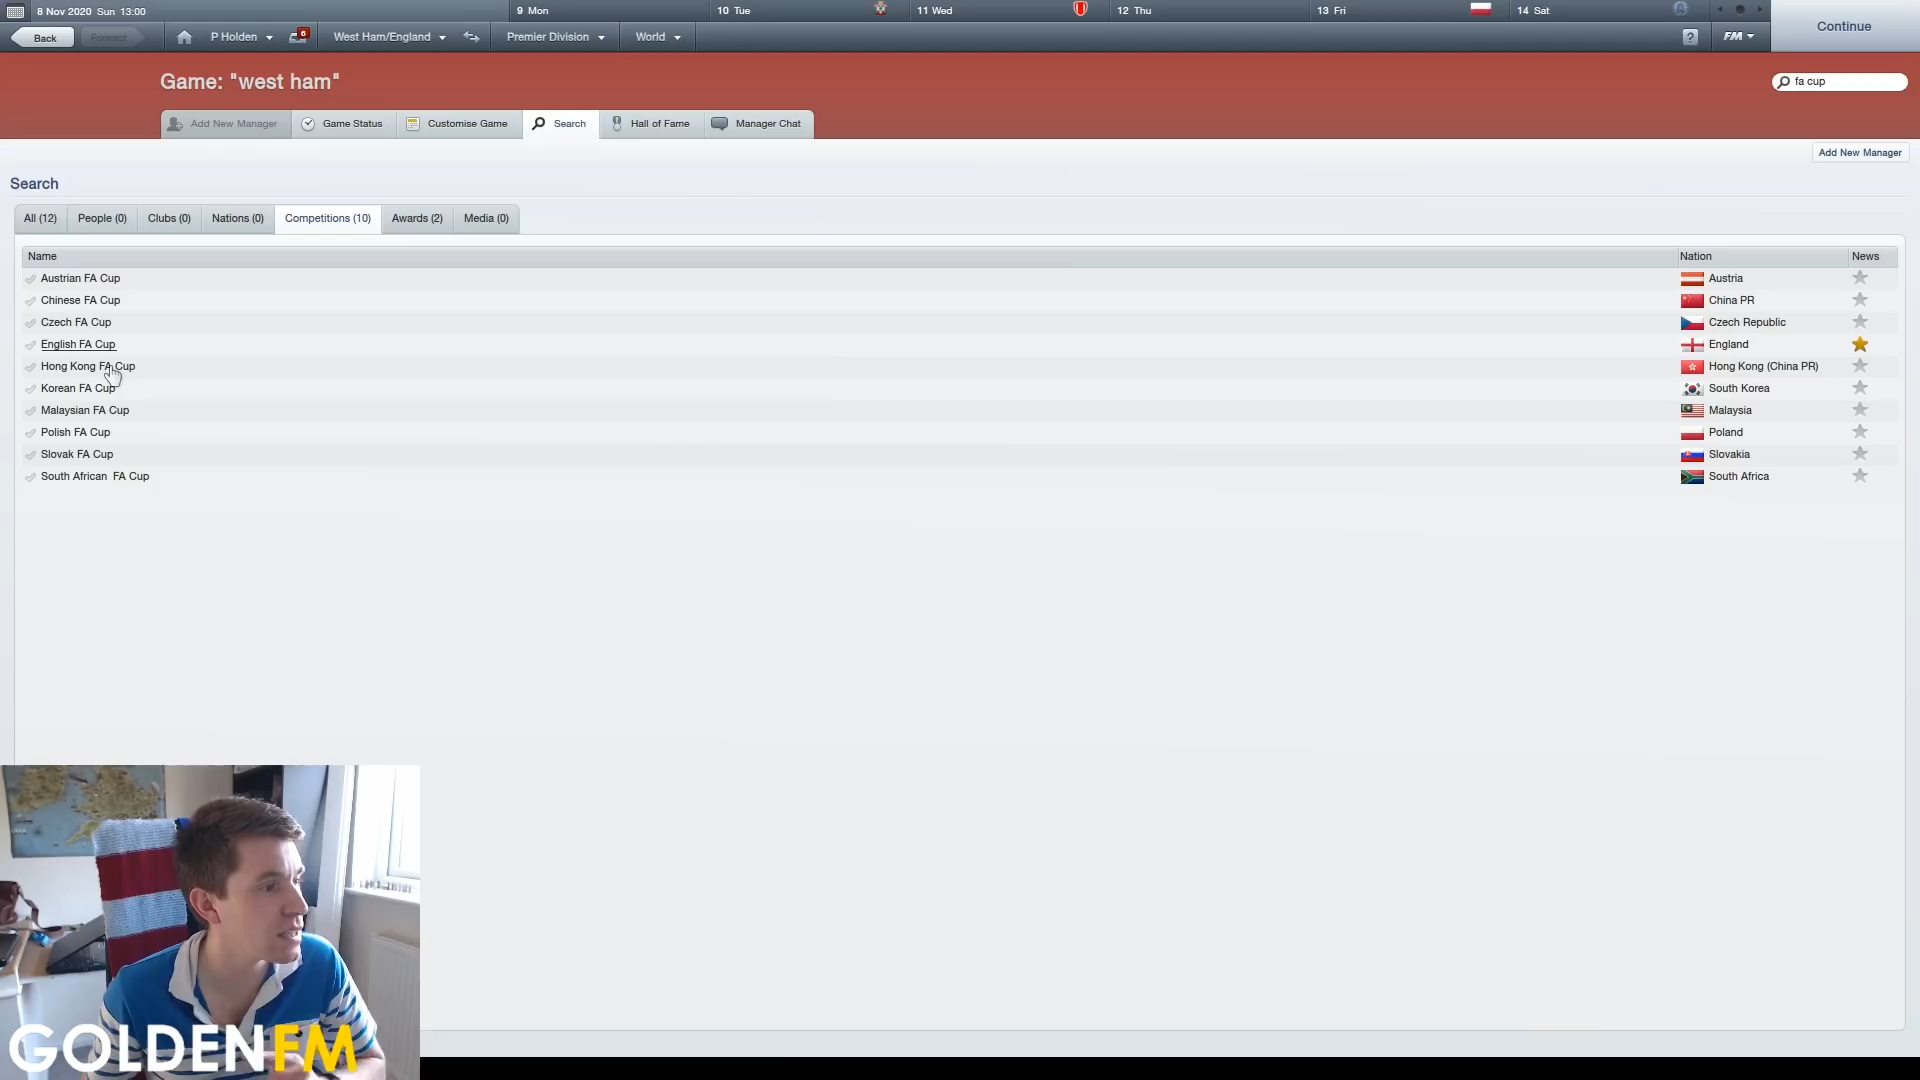 8 Nov 2020 Sun 13:00 9 Mon 10 Tue 11 Wed 12 Thu 13 Fri 14 Sat
Back Forward P Holden 6 West Ham/England Premier Division World ? FM Continue
Game: "west ham" fa cup
Add New Manager Game Status Customise Game Search Hall of Fame Manager Chat
Add New Manager
Search
All (12) People (0) Clubs (0) Nations (0) Competitions (10) Awards (2) Media (0)
Name Nation News
Austrian FA Cup Austria
Chinese FA Cup China PR
Czech FA Cup Czech Republic
English FA Cup England
Hong Kong FA Cup Hong Kong (China PR)
Korean FA Cup South Korea
Malaysian FA Cup Malaysia
Polish FA Cup Poland
Slovak FA Cup Slovakia
South African FA Cup South Africa
GOLDENFM